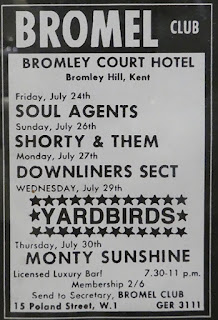 BROMEL CLUB
BROMLEY COURT HOTEL
Bromley Hill, Kent
Friday, July 24th
SOUL AGENTS
Sunday, July 26th
SHORTY & THEM
Monday, July 27th
DOWNLINERS SECT
WEDNESDAY, JULY 29th
YARDBIRDS
Thursday, July 30th
MONTY SUNSHINE
Licensed Luxury Bar! 7.30-11 p.m.
Membership 2/6
Send to Secretary, BROMEL CLUB
15 Poland Street, W.1 GER 3111